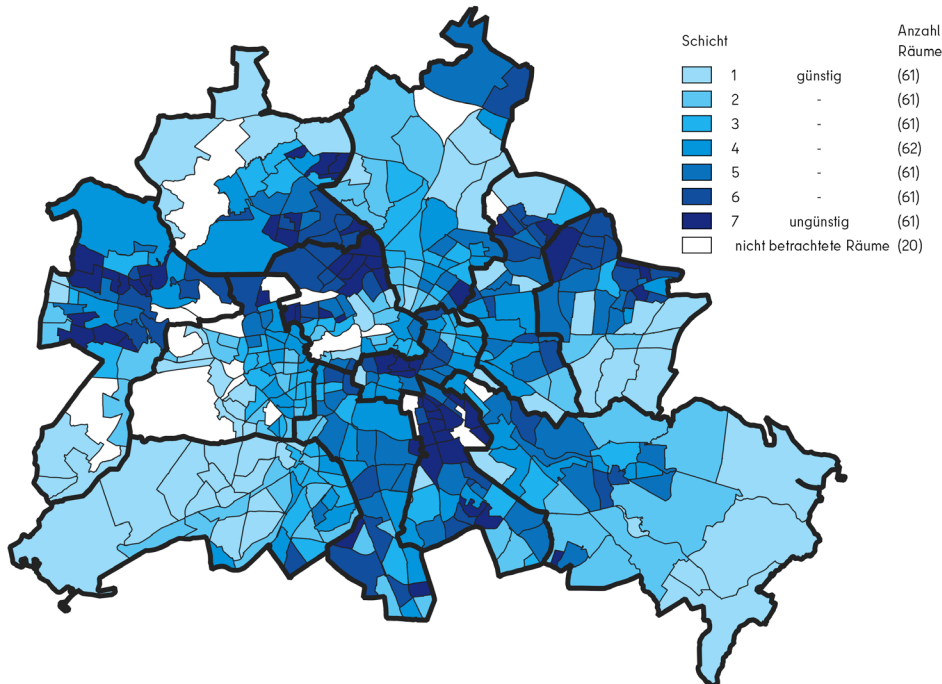 Schicht
Anzahl
Räume
1 günstig (61)
2 - (61)
3 - (61)
4 - (62)
5 - (61)
6 - (61)
7 ungünstig (61)
nicht betrachtete Räume (20)